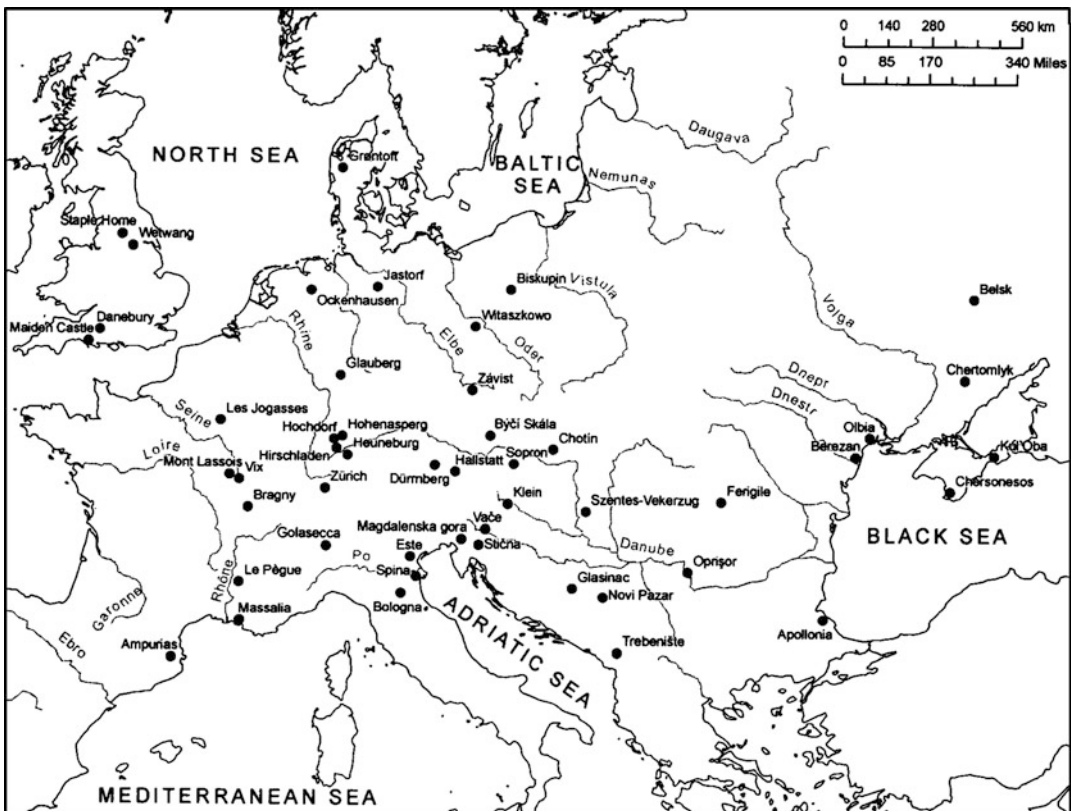 0 140 280 560 km
0 85 170 340 Miles
Daugava
NORTH SEA
Grøntoft
BALTIC
SEA
Nemunas
Staple Home
Wetwang
Jastorf
Ockenhausen
Biskupin
Vistula
Belsk
Danebury
Maiden Castle
Rhine
Witaszkowo
Elbe
Oder
Volga
Glauberg
Závist
Dnepr
Chertomlyk
Dnestr
Seine
Les Jogasses
Hochdorf
Hohenasperg
Heuneburg
Hirschladen
Býčí Skála
Chotín
Olbia
Berezan
Kól Oba
Loire
Mont Lassois
Vix
Zürich
Dürrnberg
Hallstatt
Sopron
Bragny
Klein
Szentes-Vekerzug
Ferigile
Chersonesos
Golasecca
Magdalenska gora
Vače
Stična
Danube
BLACK SEA
Este
Po
Oprişor
Le Pègue
Rhône
Spina
Glasinac
Novi Pazar
Garonne
Massalia
Bologna
ADRIATIC SEA
Apollonia
Ebro
Ampurias
Trebenište
MEDITERRANEAN SEA